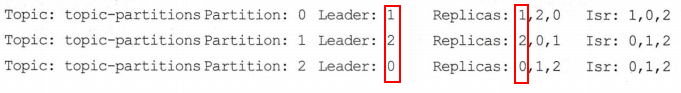 Topic: topic-partitions Partition: 0 Leader: 1 Replicas: 1,2,0 Isr: 1,0,2
Topic: topic-partitions Partition: 1 Leader: 2 Replicas: 2,0,1 Isr: 0,1,2
Topic: topic-partitions Partition: 2 Leader: 0 Replicas: 0,1,2 Isr: 0,1,2